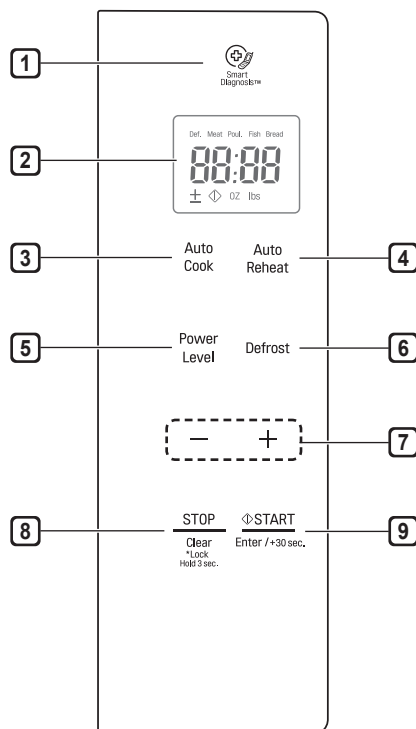 1
Smart
Diagnosis™
2
Def. Meat Poul. Fish Bread
88:88
OZ lbs
3
Auto
Cook
Auto
Reheat
4
5
Power
Level
Defrost
6
− +
7
8
STOP
Clear
*Lock
Hold 3 sec.
START
Enter /+30 sec.
9